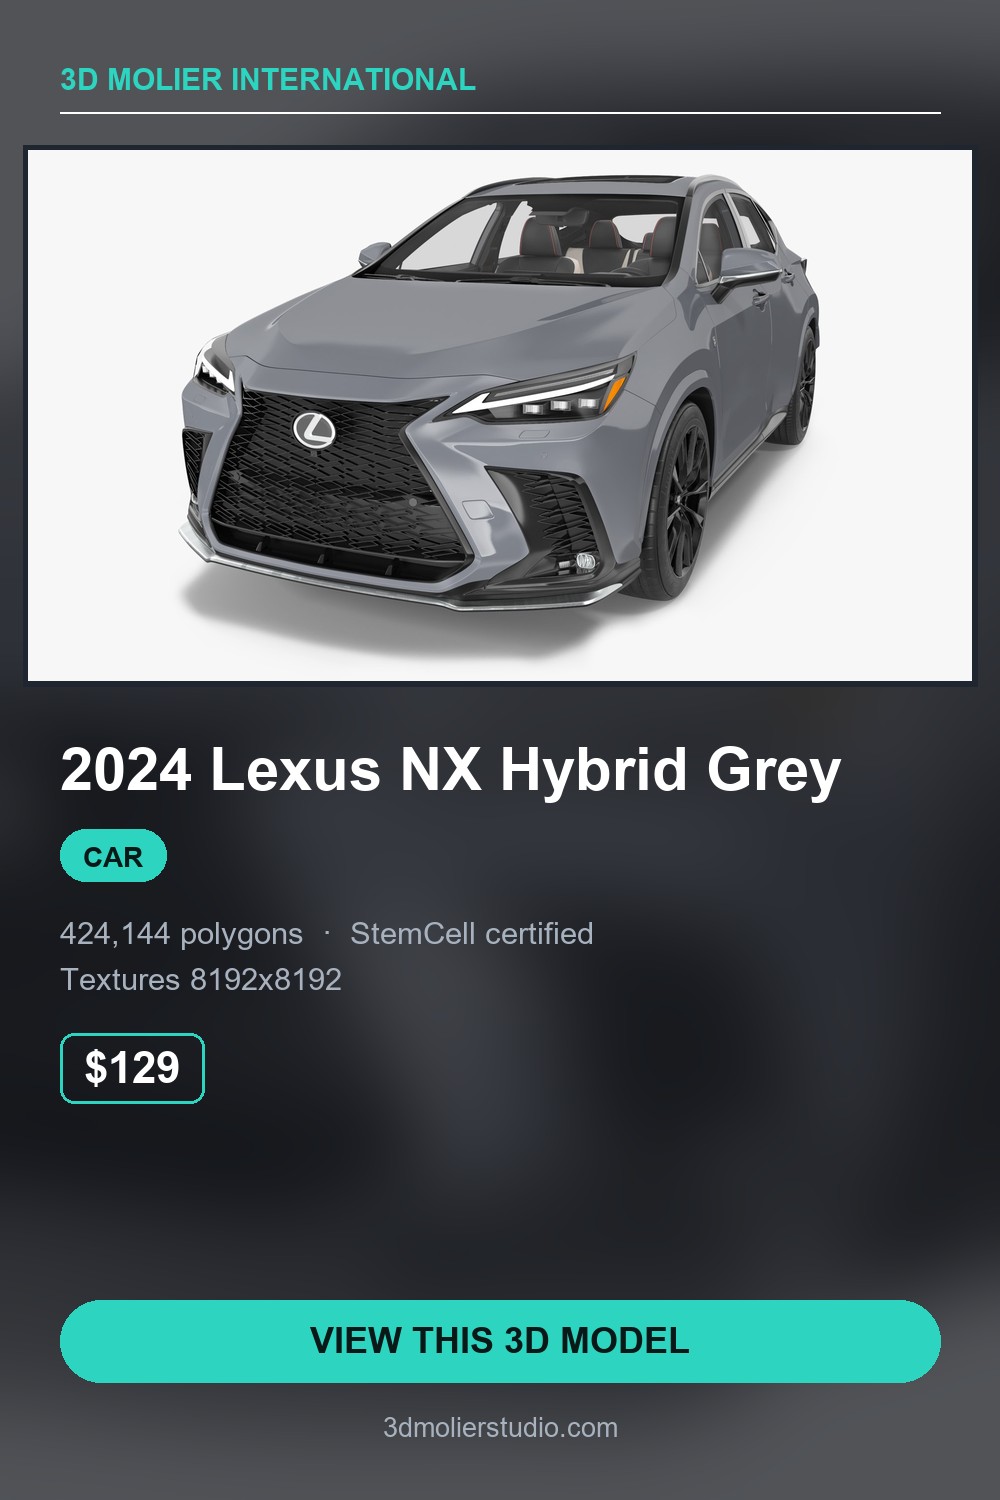 3D MOLIER INTERNATIONAL
2024 Lexus NX Hybrid Grey
CAR
424,144 polygons · StemCell certified
Textures 8192x8192
$129
VIEW THIS 3D MODEL
3dmolierstudio.com